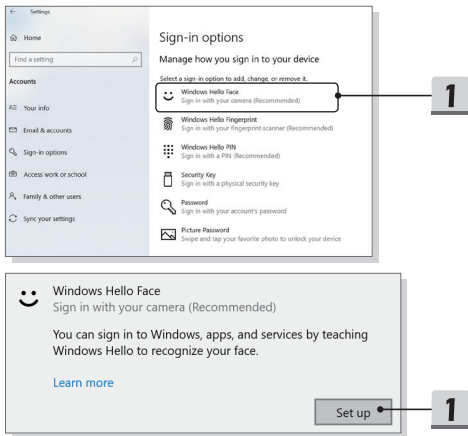 Settings
Home
Find a setting
Accounts
Your info
Email & accounts
Sign-in options
Access work or school
Family & other users
Sync your settings
Sign-in options
Manage how you sign in to your device
Select a sign-in option to add, change, or remove it.
Windows Hello Face
Sign in with your camera (Recommended)
Windows Hello Fingerprint
Sign in with your fingerprint scanner (Recommended)
Windows Hello PIN
Sign in with a PIN (Recommended)
Security Key
Sign in with a physical security key
Password
Sign in with your account's password
Picture Password
Swipe and tap your favorite photo to unlock your device
1
Windows Hello Face
Sign in with your camera (Recommended)
You can sign in to Windows, apps, and services by teaching
Windows Hello to recognize your face.
Learn more
Set up
1